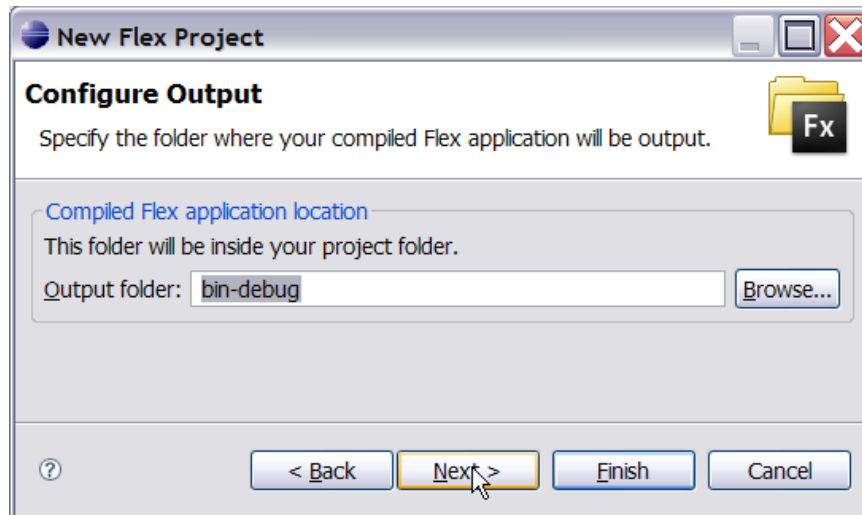 New Flex Project
Configure Output
Specify the folder where your compiled Flex application will be output.
Fx
Compiled Flex application location
This folder will be inside your project folder.
Output folder: bin-debug Browse...
? < Back Next > Finish Cancel